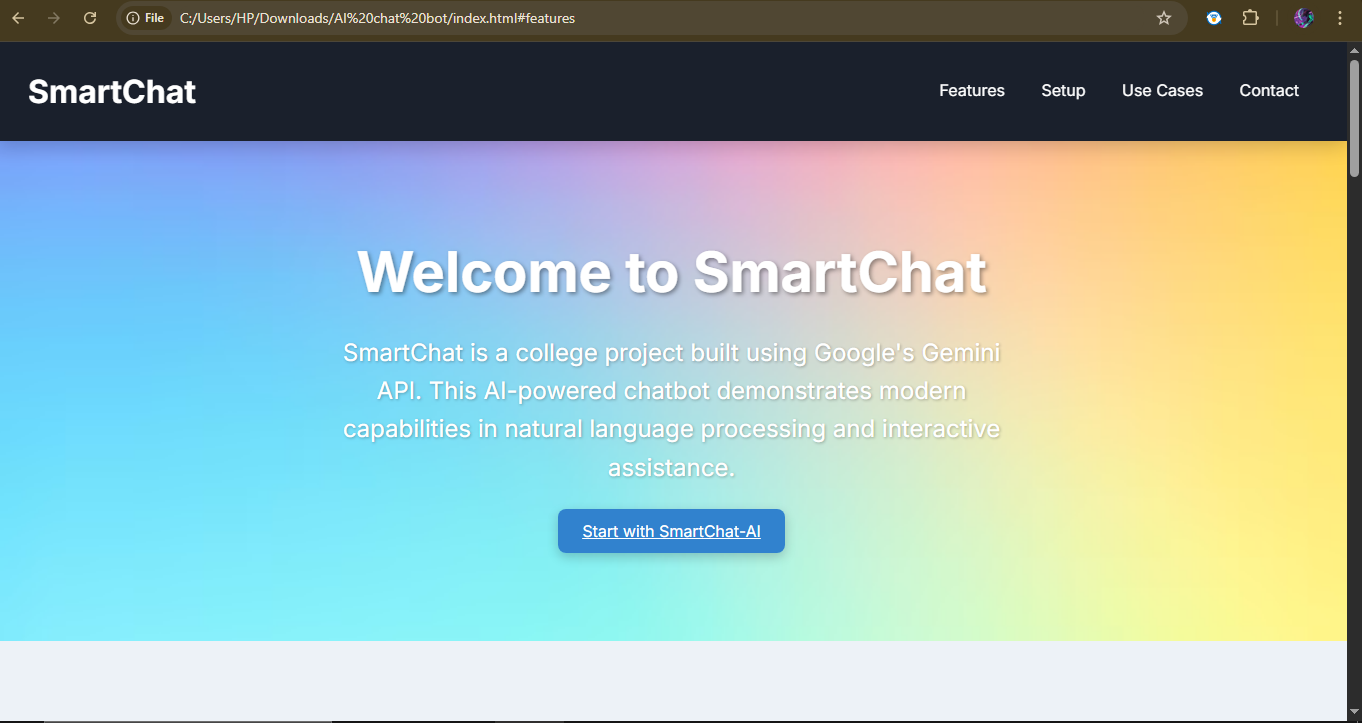 File C:/Users/HP/Downloads/AI%20chat%20bot/index.html#features
SmartChat
Features Setup Use Cases Contact
Welcome to SmartChat
SmartChat is a college project built using Google's Gemini
API. This AI-powered chatbot demonstrates modern
capabilities in natural language processing and interactive
assistance.
Start with SmartChat-AI